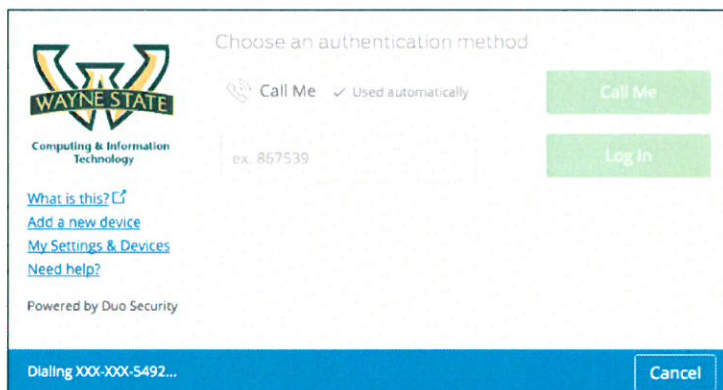 Choose an authentication method
WAYNE STATE
Computing & Information
Technology
Call Me ✓ Used automatically
Call Me
ex. 867539
Log In
What is this?
Add a new device
My Settings & Devices
Need help?
Powered by Duo Security
Dialing XXX-XXX-5492...
Cancel